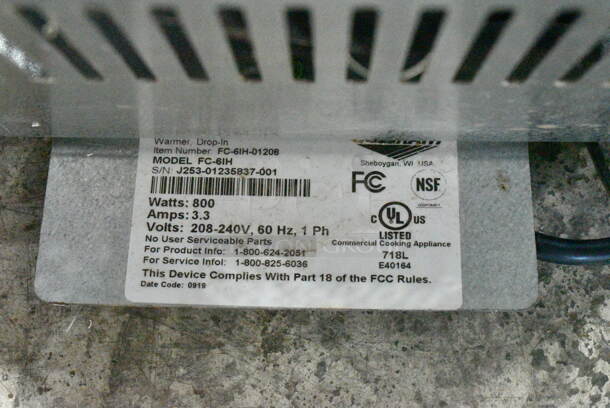 Warmer, Drop-In
Item Number: FC-6IH-01208
MODEL FC-6IH
S/N: J253-01235837-001
Watts: 800
Amps: 3.3
Volts: 208-240V, 60 Hz, 1 Ph
No User Serviceable Parts
For Product Info: 1-800-624-2051
For Service Infol: 1-800-825-6036
This Device Complies With Part 18 of the FCC Rules.
Date Code: 0919
Sheboygan, WI USA
FC
NSF
C UL US
LISTED
Commercial Cooking Appliance
718L
E40164